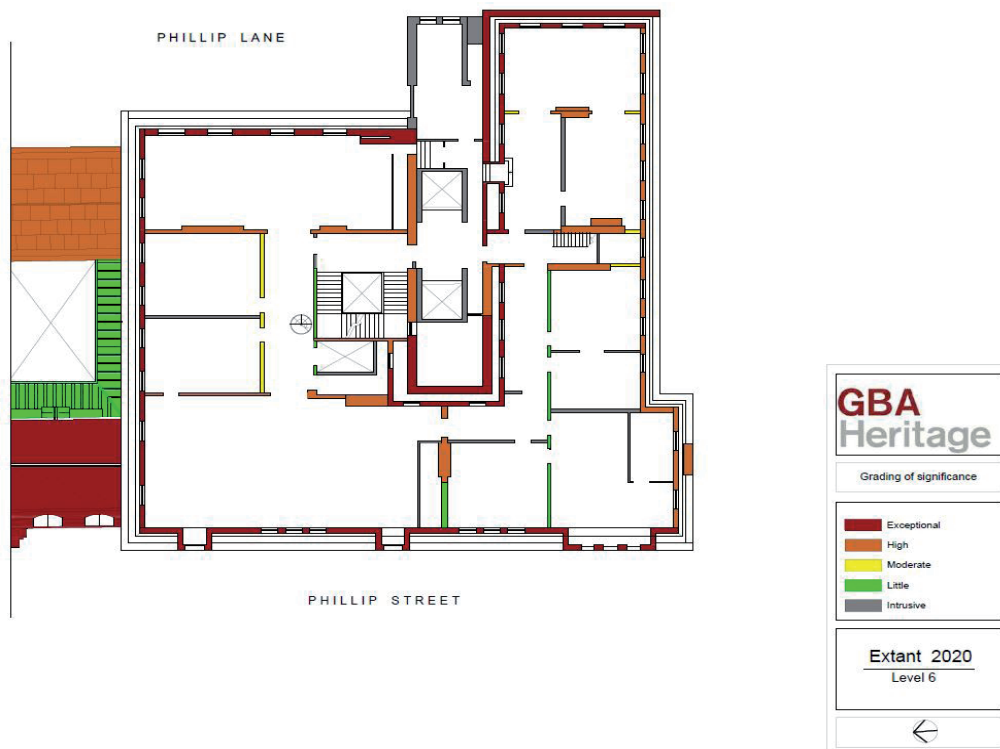 PHILLIP LANE
PHILLIP STREET
GBA
Heritage
Grading of significance
Exceptional
High
Moderate
Little
Intrusive
Extant 2020
Level 6